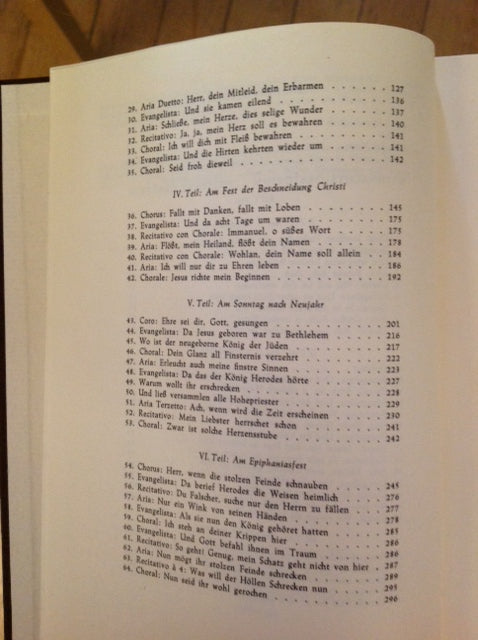 29. Aria Duetto: Herr, dein Mitleid, dein Erbarmen . . . . . . 127
30. Evangelista: Und sie kamen eilend . . . . . . . . . . 136
31. Aria: Schließe, mein Herze, dies selige Wunder . . . . . . 137
32. Recitativo: Ja, ja, mein Herz soll es bewahren . . . . . . 140
33. Choral: Ich will dich mit Fleiß bewahren . . . . . . . . 141
34. Evangelista: Und die Hirten kehrten wieder um . . . . . . 141
35. Choral: Seid froh dieweil . . . . . . . . . . . . 142
IV. Teil: Am Fest der Beschneidung Christi
36. Chorus: Fallt mit Danken, fallt mit Loben . . . . . . . 145
37. Evangelista: Und da acht Tage um waren . . . . . . . . 175
38. Recitativo con Choral: Immanuel, o süßes Wort . . . . . 175
39. Aria: Flößt, mein Heiland, flößt dein Namen . . . . . . 178
40. Recitativo con Choral: Wohlan, dein Name soll allein . . . 184
41. Aria: Ich will nur dir zu Ehren leben . . . . . . . . . 186
42. Choral: Jesus richte mein Beginnen . . . . . . . . . 192
V. Teil: Am Sonntag nach Neujahr
43. Coro: Ehre sei dir, Gott, gesungen . . . . . . . . . . 201
44. Evangelista: Da Jesus geboren war zu Bethlehem . . . . . 216
45. Wo ist der neugeborne König der Jüden . . . . . . . . 217
46. Choral: Dein Glanz all Finsternis verzehrt . . . . . . . 222
47. Aria: Erleucht auch meine finstre Sinnen . . . . . . . . 223
48. Evangelista: Da das der König Herodes hörte . . . . . . 227
49. Warum wollt ihr erschrecken . . . . . . . . . . . 228
50. Und ließ versammlen alle Hohepriester . . . . . . . . 229
51. Aria Terzetto: Ach, wenn wird die Zeit erscheinen . . . . . 230
52. Recitativo: Mein Liebster herrschet schon . . . . . . . . 241
53. Choral: Zwar ist solche Herzensstube . . . . . . . . . 242
VI. Teil: Am Epiphaniasfest
54. Chorus: Herr, wenn die stolzen Feinde schnauben . . . . . 245
55. Evangelista: Da berief Herodes die Weisen heimlich . . . . 276
56. Recitativo: Du Falscher, suche nur den Herrn zu fällen . . . 277
57. Aria: Nur ein Wink von seinen Händen . . . . . . . . 278
58. Evangelista: Als sie nun den König gehöret hatten . . . . . 285
59. Choral: Ich steh an deiner Krippen hier . . . . . . . . 286
60. Evangelista: Und Gott befahl ihnen im Traum . . . . . . 286
61. Recitativo: So geht! Genug, mein Schatz geht nicht von hier . 287
62. Aria: Nun mögt ihr stolzen Feinde schrecken . . . . . . 289
63. Recitativo à 4: Was will der Höllen Schrecken nun . . . . . 295
64. Choral: Nun seid ihr wohl gerochen . . . . . . . . . 296